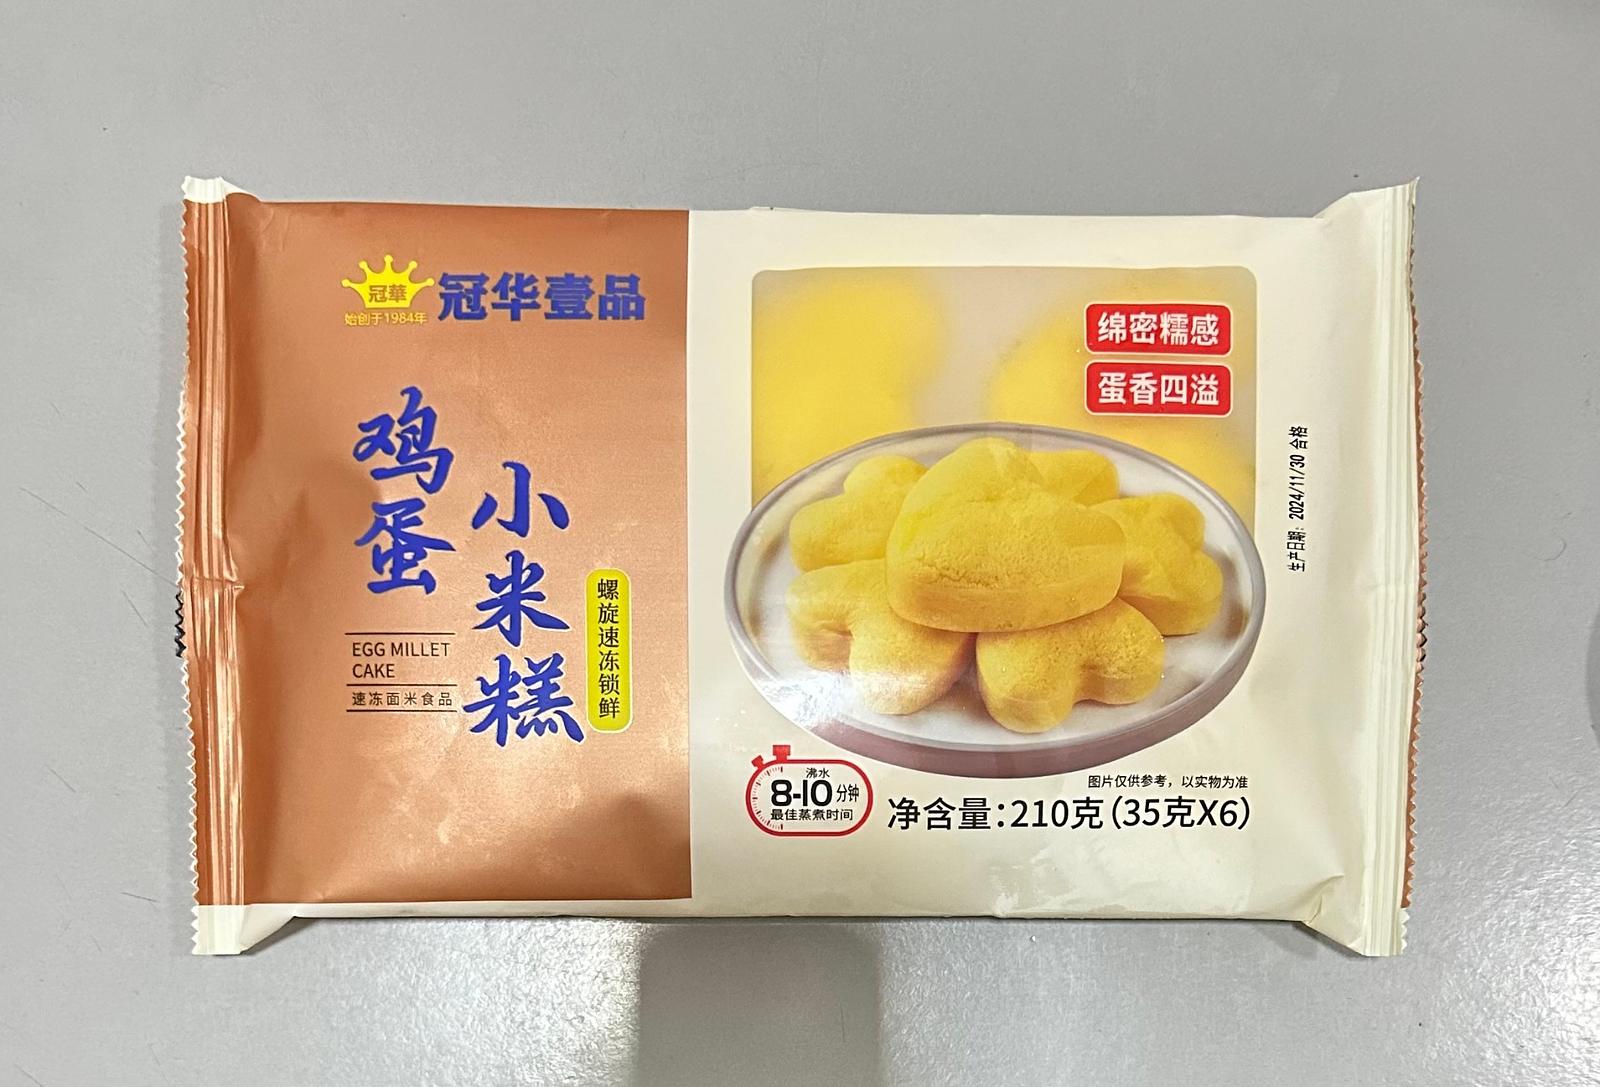 冠華
始创于1984年
冠华壹品
鸡蛋
小米糕
EGG MILLET
CAKE
速冻面米食品
螺旋速冻锁鲜
绵密糯感
蛋香四溢
生产日期: 2024/11/30 合格
沸水
8-10分钟
最佳蒸煮时间
图片仅供参考，以实物为准
净含量:210克(35克X6)